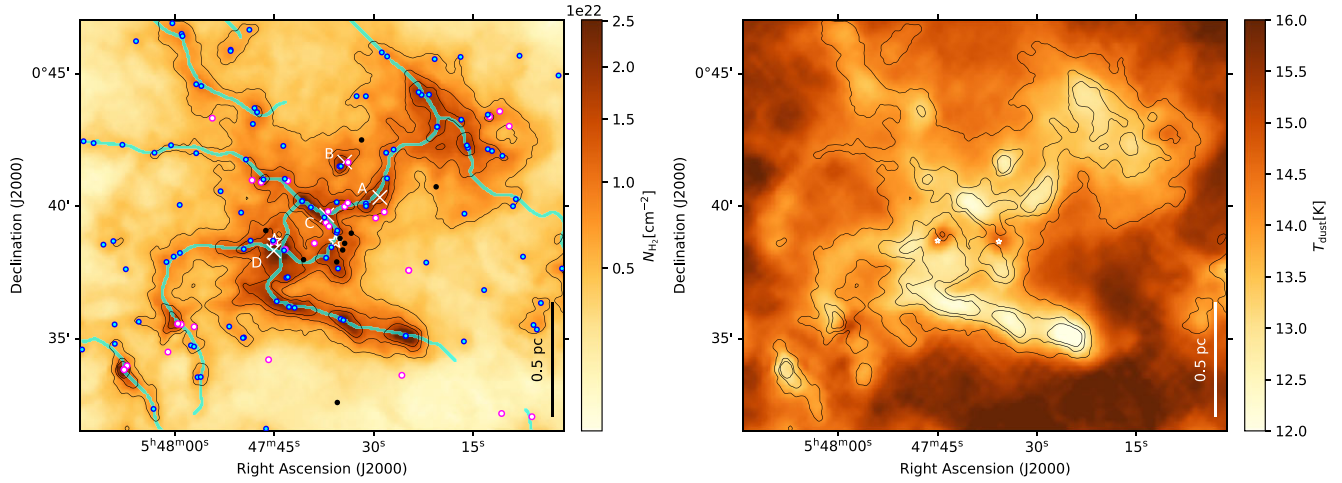 1e22
0°45'
40'
35'
Declination (J2000)
A
B
C
D
0.5 pc
5ʰ48ᵐ00ˢ
47ᵐ45ˢ
30ˢ
15ˢ
Right Ascension (J2000)
2.5
2.0
1.5
1.0
0.5
N_H₂[cm⁻²]
0°45'
40'
35'
Declination (J2000)
0.5 pc
5ʰ48ᵐ00ˢ
47ᵐ45ˢ
30ˢ
15ˢ
Right Ascension (J2000)
16.0
15.5
15.0
14.5
14.0
13.5
13.0
12.5
12.0
T_dust[K]